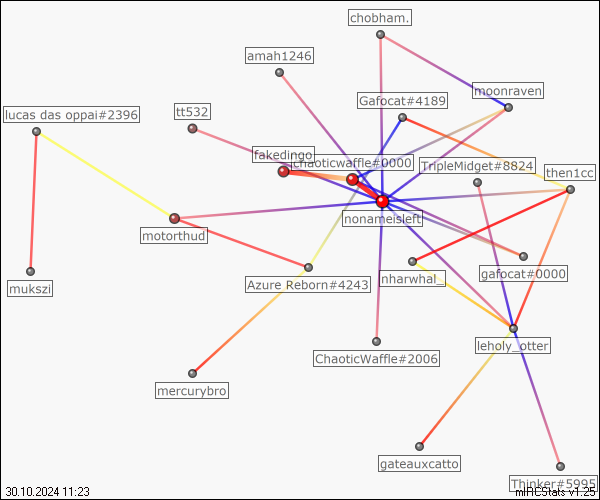 chobham.
amah1246
moonraven
Gafocat#4189
lucas das oppai#2396
tt532
fakedingo
chaoticwaffle#0000
TripleMidget#8824
then1cc
nonameisleft
motorthud
gafocat#0000
nharwhal_
Azure Reborn#4243
mukszi
leholy_otter
ChaoticWaffle#2006
mercurybro
gateauxcatto
Thinker#5995
30.10.2024 11:23
mIRCStats v1.25